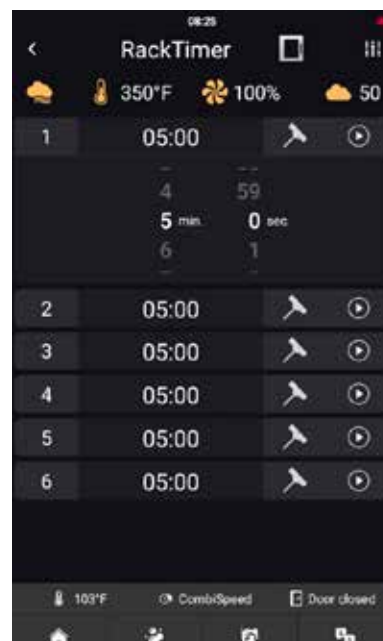 08:25
RackTimer
350°F 100% 50
1 05:00
4 59
5 min. 0 sec.
6 1
2 05:00
3 05:00
4 05:00
5 05:00
6 05:00
103°F CombiSpeed Door closed